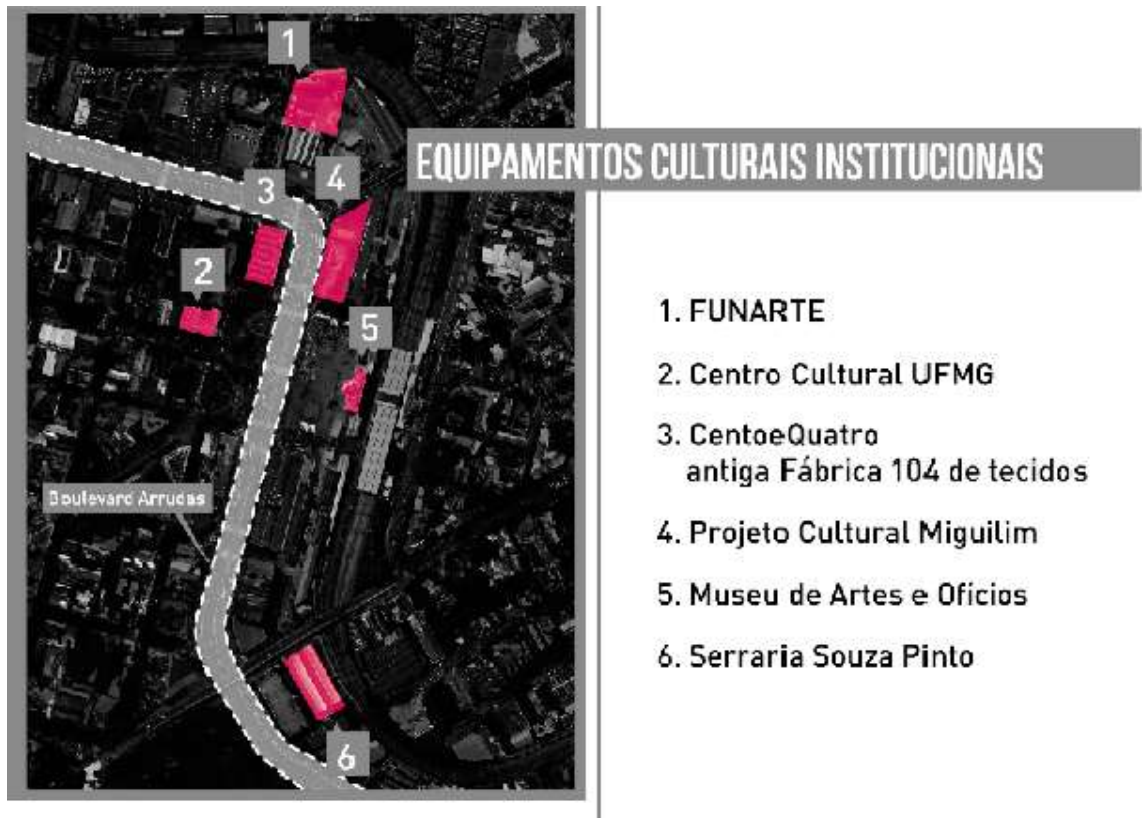 1
EQUIPAMENTOS CULTURAIS INSTITUCIONAIS
3
4
2
5
Boulevard Arrudas
6
1. FUNARTE
2. Centro Cultural UFMG
3. CentoeQuatro
antiga Fábrica 104 de tecidos
4. Projeto Cultural Miguilim
5. Museu de Artes e Ofícios
6. Serraria Souza Pinto